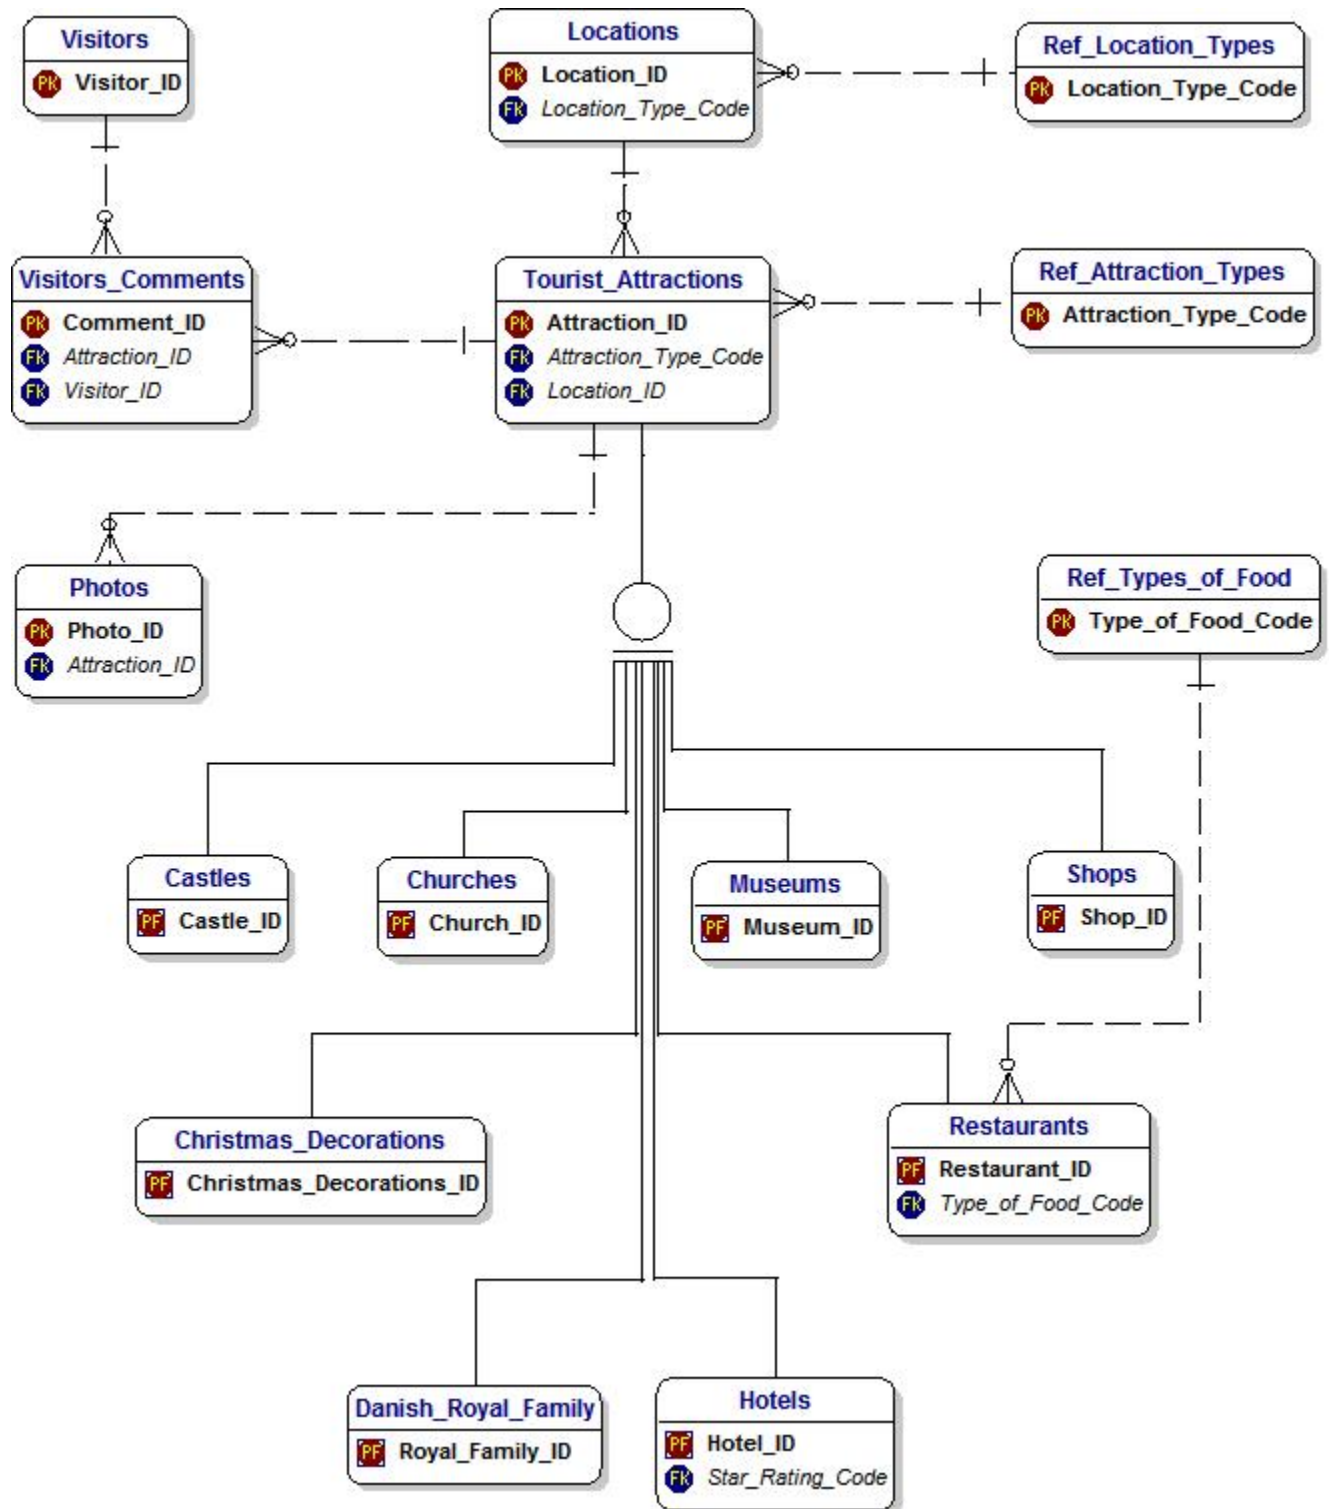 Visitors
PK Visitor_ID
Locations
PK Location_ID
FK Location_Type_Code
Ref_Location_Types
PK Location_Type_Code
Visitors_Comments
PK Comment_ID
FK Attraction_ID
FK Visitor_ID
Tourist_Attractions
PK Attraction_ID
FK Attraction_Type_Code
FK Location_ID
Ref_Attraction_Types
PK Attraction_Type_Code
Photos
PK Photo_ID
FK Attraction_ID
Ref_Types_of_Food
PK Type_of_Food_Code
Castles
PF Castle_ID
Churches
PF Church_ID
Museums
PF Museum_ID
Shops
PF Shop_ID
Christmas_Decorations
PF Christmas_Decorations_ID
Restaurants
PF Restaurant_ID
FK Type_of_Food_Code
Danish_Royal_Family
PF Royal_Family_ID
Hotels
PF Hotel_ID
FK Star_Rating_Code